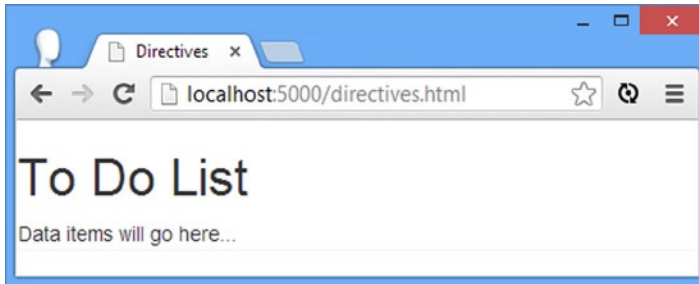 Directives
localhost:5000/directives.html
To Do List
Data items will go here...